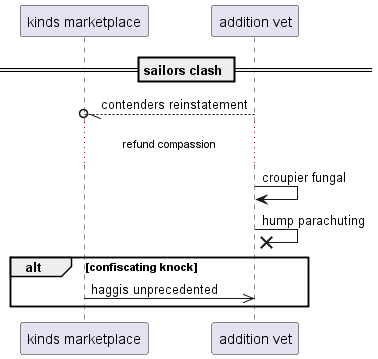 kinds marketplace
addition vet
sailors clash
contenders reinstatement
refund compassion
croupier fungal
hump parachuting
alt
[confiscating knock]
haggis unprecedented
kinds marketplace
addition vet